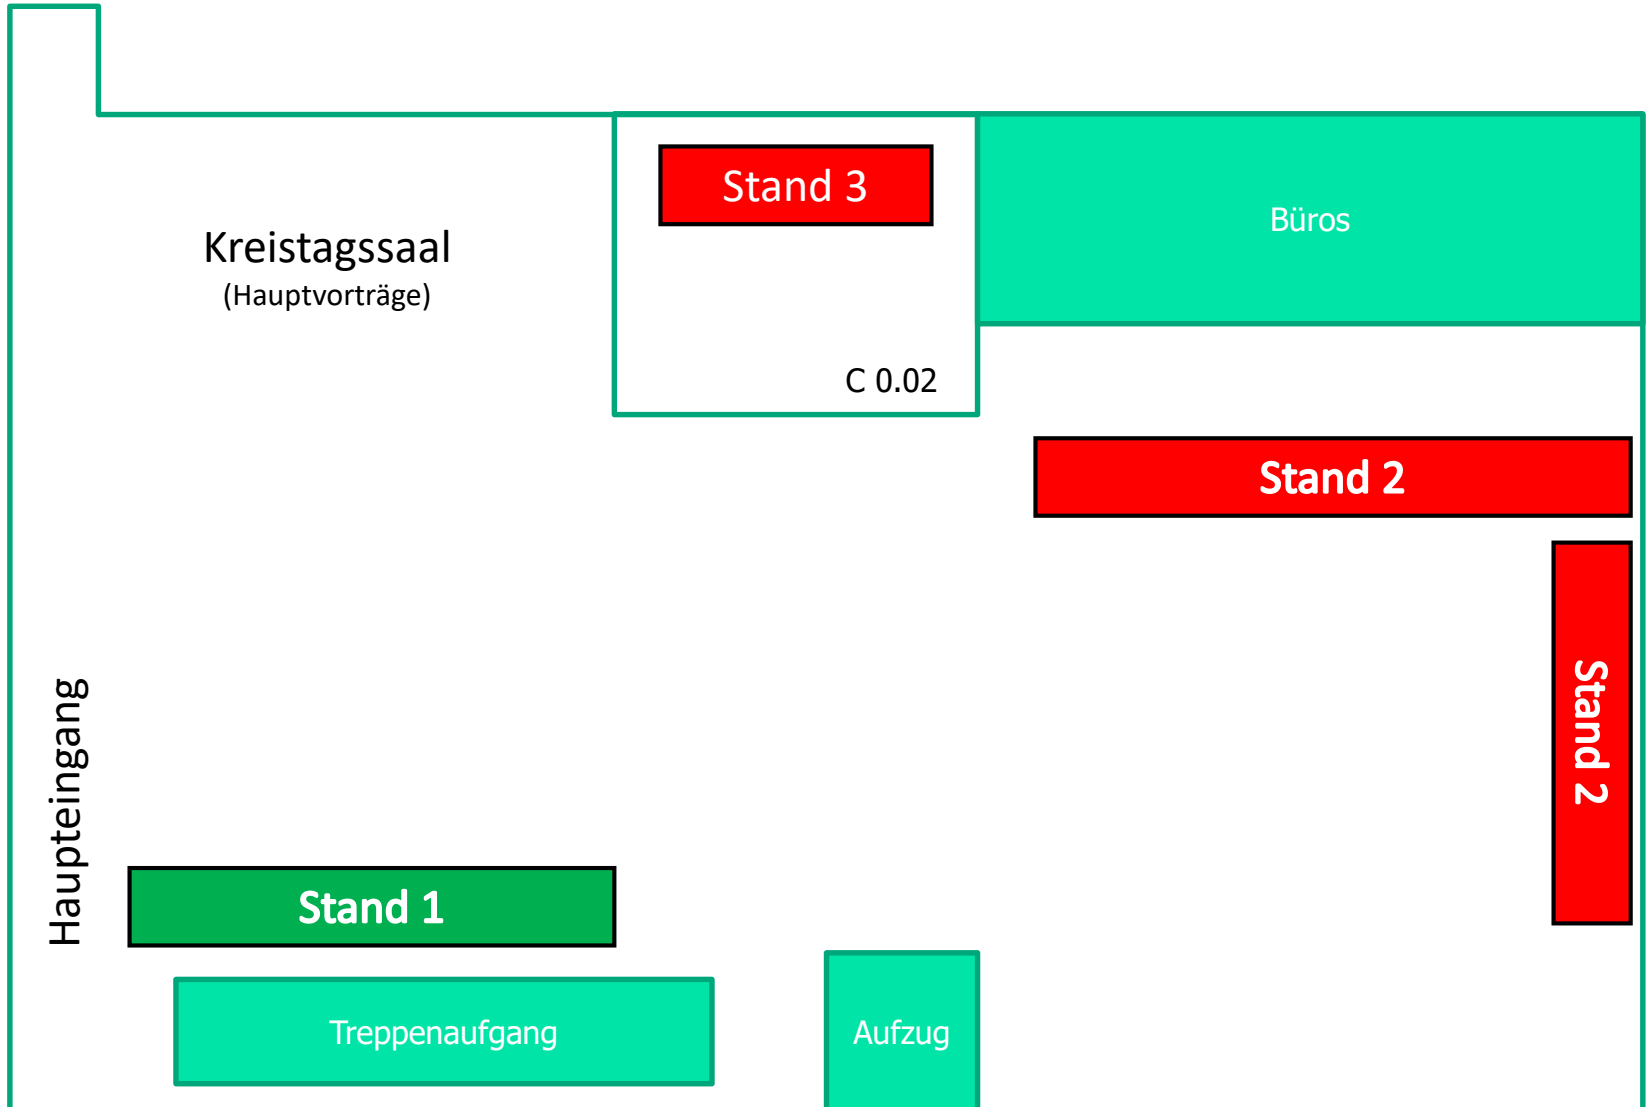 Stand 3
Büros
Kreistagssaal
(Hauptvorträge)
C 0.02
Stand 2
Stand 2
Haupteingang
Stand 1
Treppenaufgang
Aufzug